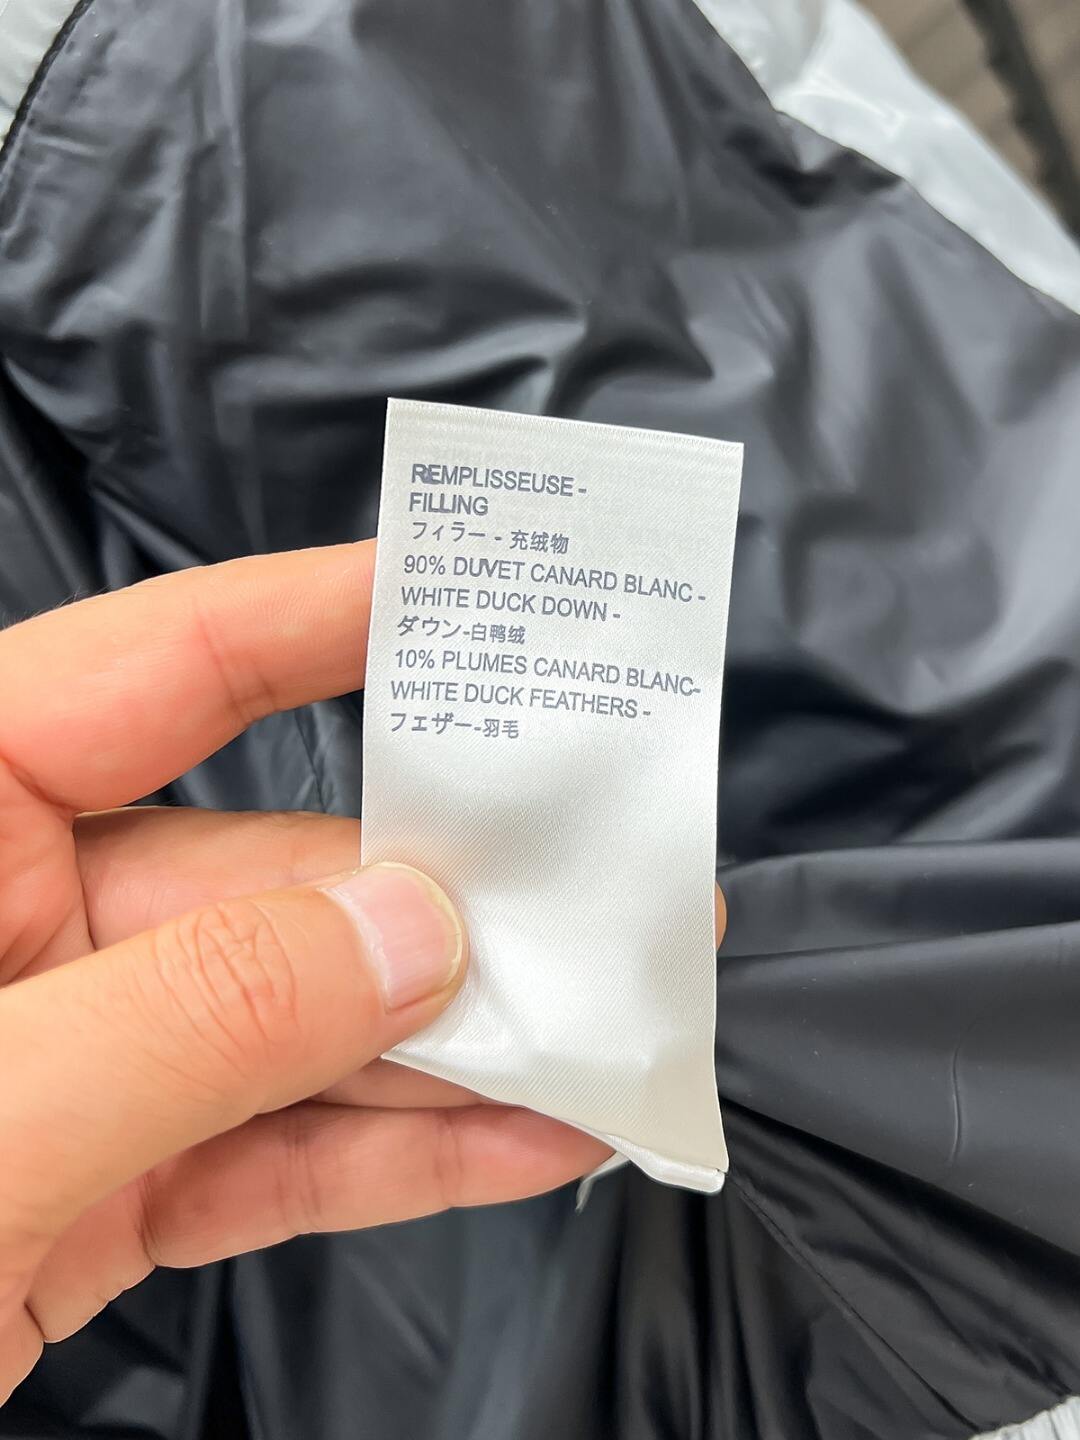 REMPLISSEUSE -
FILLING
フィラー - 充绒物
90% DUVET CANARD BLANC -
WHITE DUCK DOWN -
ダウン-白鸭绒
10% PLUMES CANARD BLANC-
WHITE DUCK FEATHERS -
フェザー-羽毛